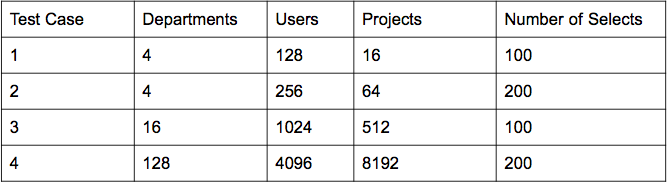 Test Case Departments Users Projects Number of Selects
1 4 128 16 100
2 4 256 64 200
3 16 1024 512 100
4 128 4096 8192 200